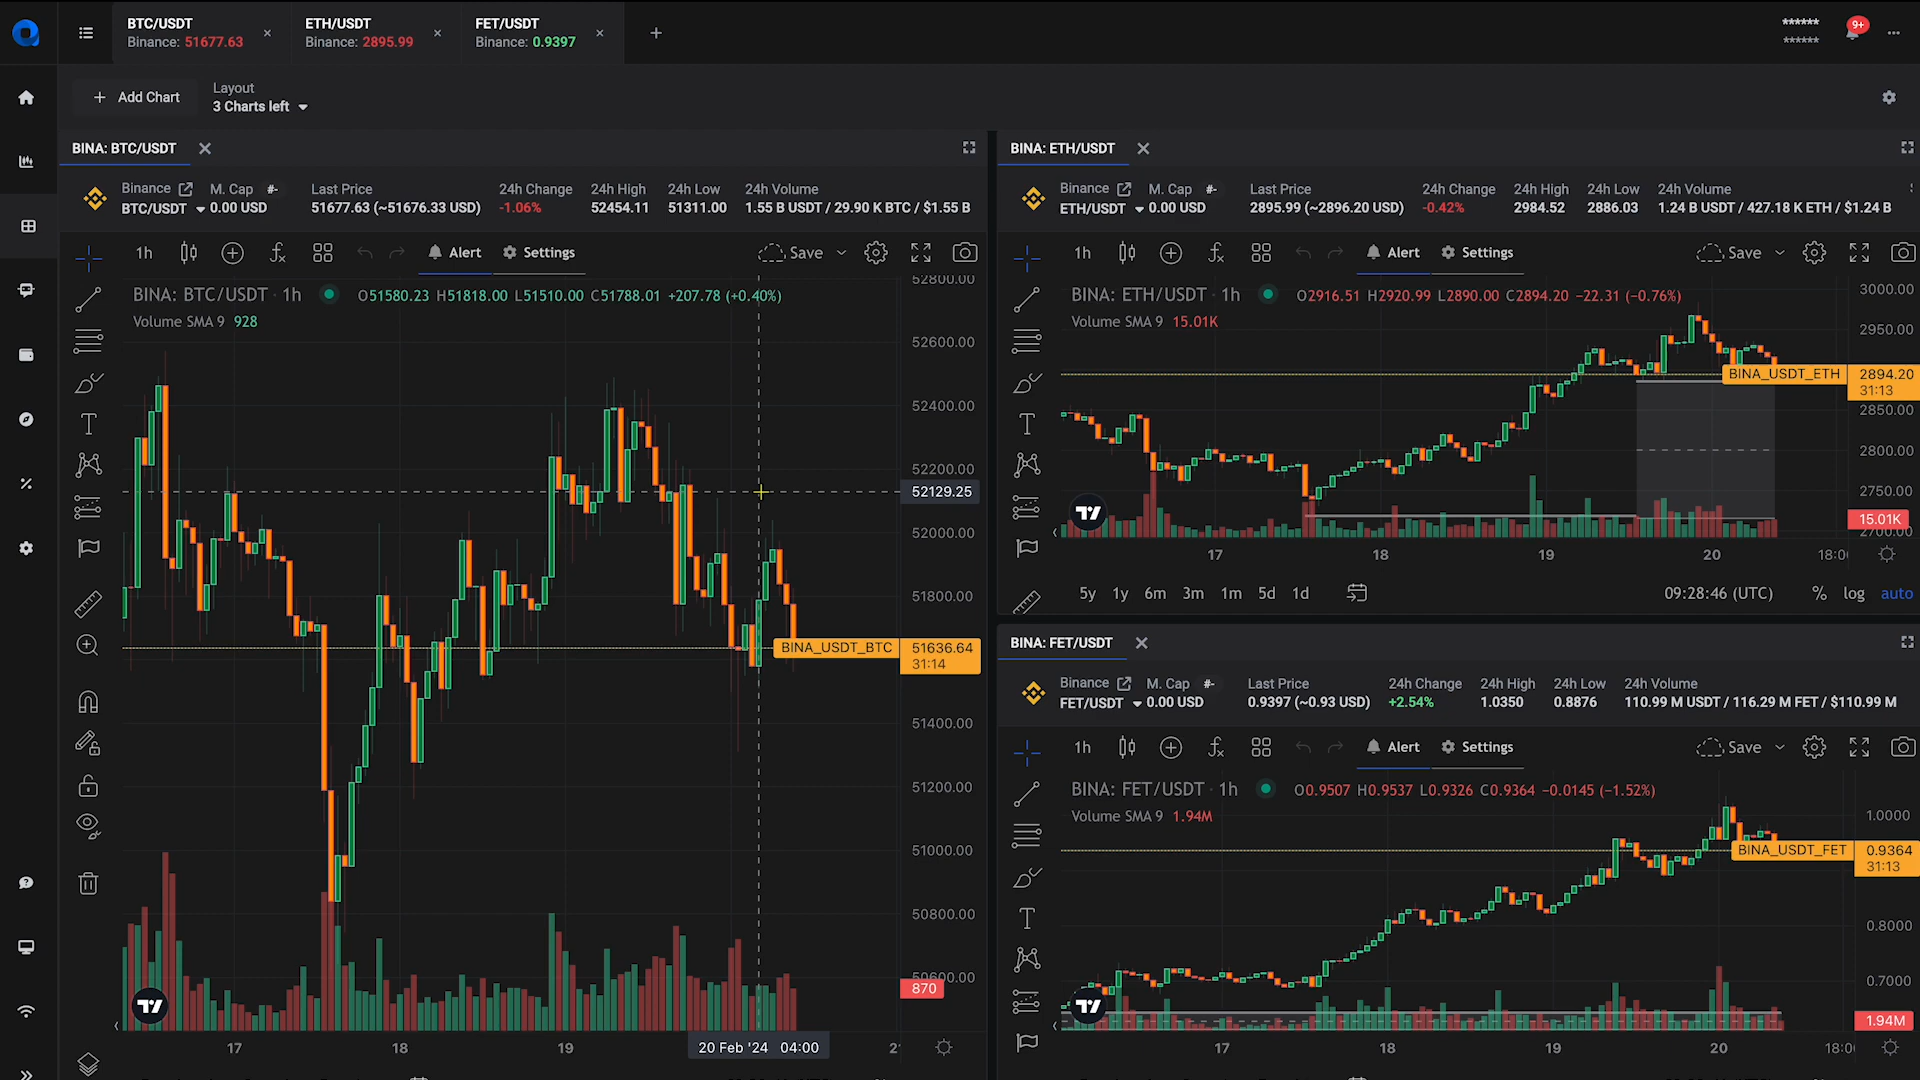 BTC/USDT
Binance: 51677.63
ETH/USDT
Binance: 2895.99
FET/USDT
Binance: 0.9397
******
******
9+
Add Chart
Layout
3 Charts left
BINA: BTC/USDT
Binance
BTC/USDT
M. Cap #-
0.00 USD
Last Price
51677.63 (~51676.33 USD)
24h Change
-1.06%
24h High
52454.11
24h Low
51311.00
24h Volume
1.55 B USDT / 29.90 K BTC / $1.55 B
1h
Alert
Settings
Save
BINA: BTC/USDT · 1h
O51580.23 H51818.00 L51510.00 C51788.01 +207.78 (+0.40%)
Volume SMA 9 928
52800.00
52600.00
52400.00
52200.00
52129.25
52000.00
51800.00
BINA_USDT_BTC
51636.64
31:14
51400.00
51200.00
51000.00
50800.00
50600.00
870
17
18
19
20 Feb '24 04:00
BINA: ETH/USDT
Binance
ETH/USDT
M. Cap #-
0.00 USD
Last Price
2895.99 (~2896.20 USD)
24h Change
-0.42%
24h High
2984.52
24h Low
2886.03
24h Volume
1.24 B USDT / 427.18 K ETH / $1.24 B
1h
Alert
Settings
Save
BINA: ETH/USDT · 1h
O2916.51 H2920.99 L2890.00 C2894.20 −22.31 (−0.76%)
Volume SMA 9 15.01K
3000.00
2950.00
BINA_USDT_ETH
2894.20
31:13
2850.00
2800.00
2750.00
15.01K
2700.00
17
18
19
20
5y 1y 6m 3m 1m 5d 1d
09:28:46 (UTC)
% log auto
BINA: FET/USDT
Binance
FET/USDT
M. Cap #-
0.00 USD
Last Price
0.9397 (~0.93 USD)
24h Change
+2.54%
24h High
1.0350
24h Low
0.8876
24h Volume
110.99 M USDT / 116.29 M FET / $110.99 M
1h
Alert
Settings
Save
BINA: FET/USDT · 1h
O0.9507 H0.9537 L0.9326 C0.9364 −0.0145 (−1.52%)
Volume SMA 9 1.94M
1.0000
BINA_USDT_FET
0.9364
31:13
0.8000
0.7000
1.94M
17
18
19
20